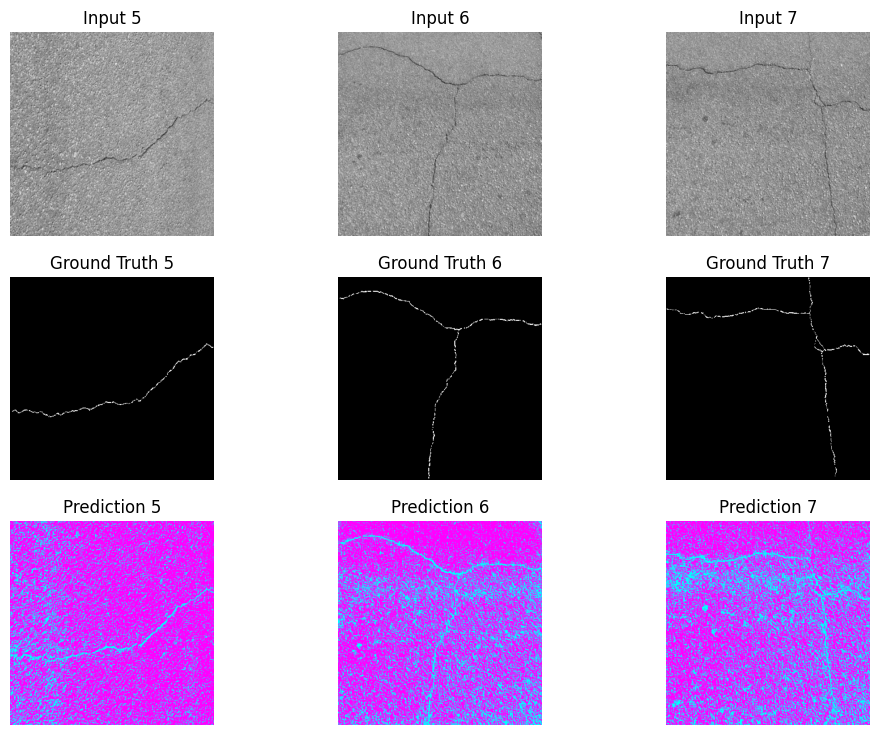 Input 5
Input 6
Input 7
Ground Truth 5
Ground Truth 6
Ground Truth 7
Prediction 5
Prediction 6
Prediction 7